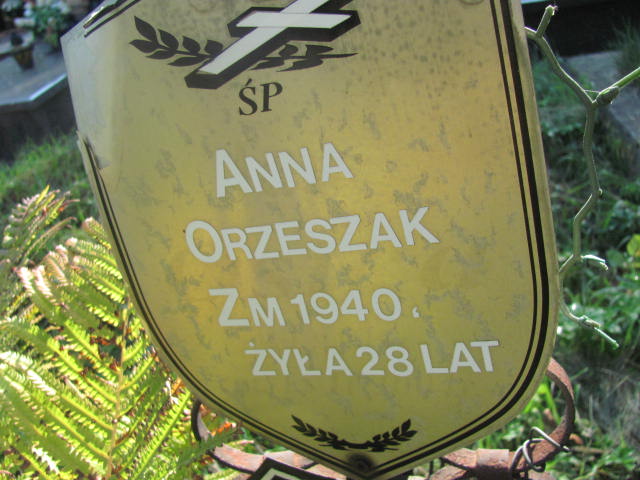 ŚP
ANNA
ORZESZAK
ZM 1940.
ŻYŁA 28 LAT